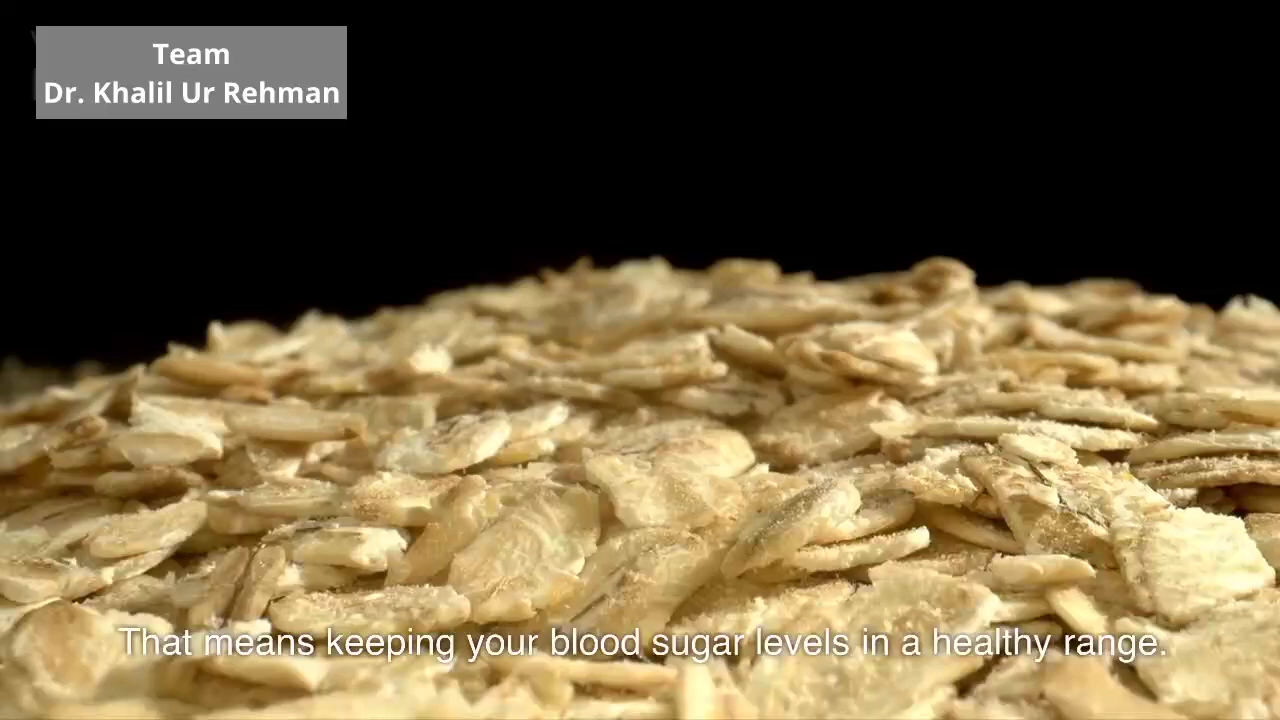 Team
Dr. Khalil Ur Rehman
That means keeping your blood sugar levels in a healthy range.